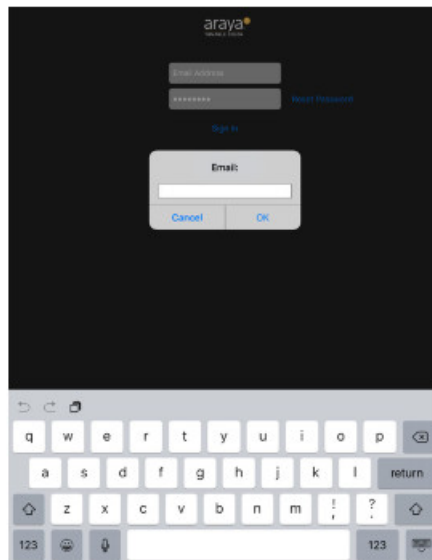 araya
Email Address
Reset Password
Sign In
Email:
Cancel
OK
q w e r t y u i o p
a s d f g h j k l return
z x c v b n m ! , ? .
123 123